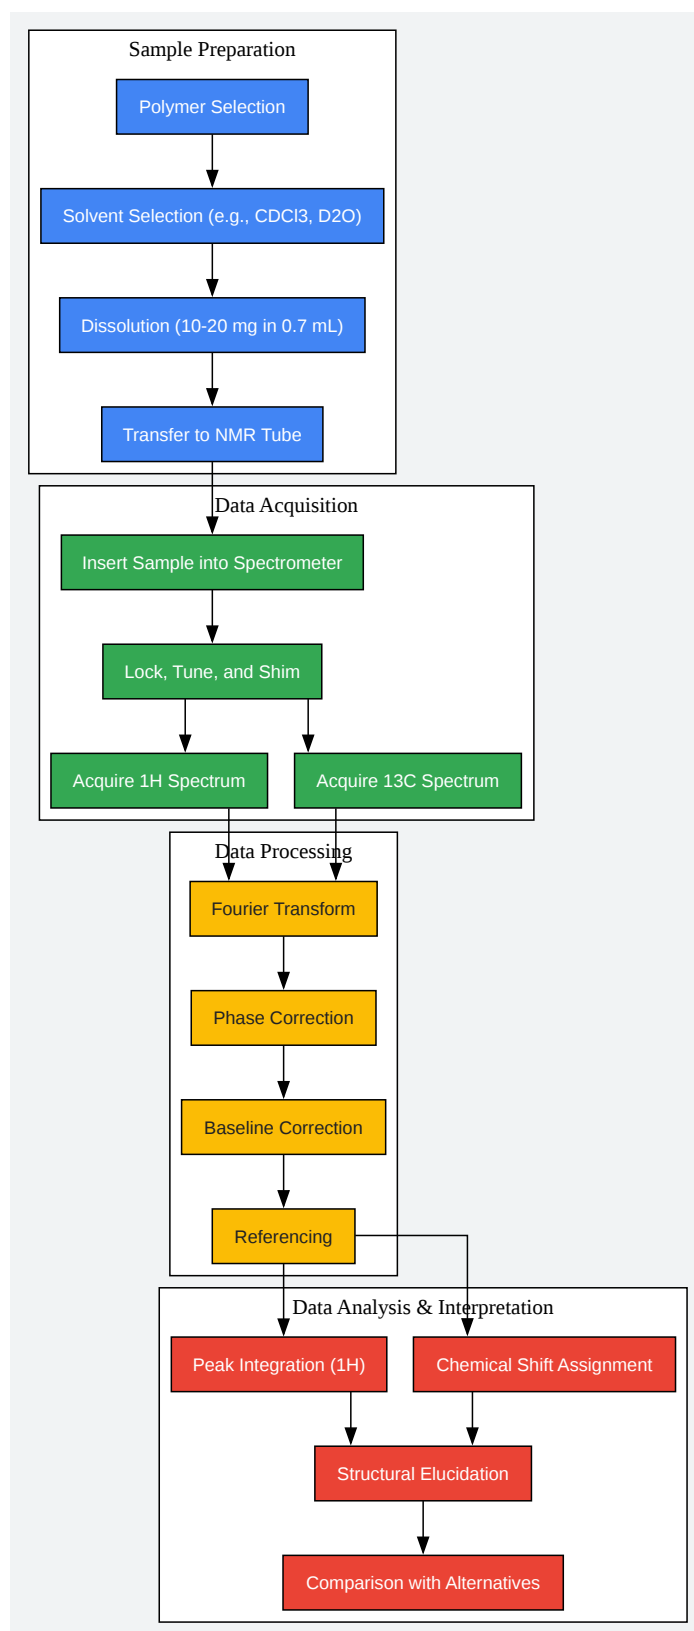 Sample Preparation
Polymer Selection
Solvent Selection (e.g., CDCl3, D2O)
Dissolution (10-20 mg in 0.7 mL)
Transfer to NMR Tube
Data Acquisition
Insert Sample into Spectrometer
Lock, Tune, and Shim
Acquire 1H Spectrum
Acquire 13C Spectrum
Data Processing
Fourier Transform
Phase Correction
Baseline Correction
Referencing
Data Analysis & Interpretation
Peak Integration (1H)
Chemical Shift Assignment
Structural Elucidation
Comparison with Alternatives